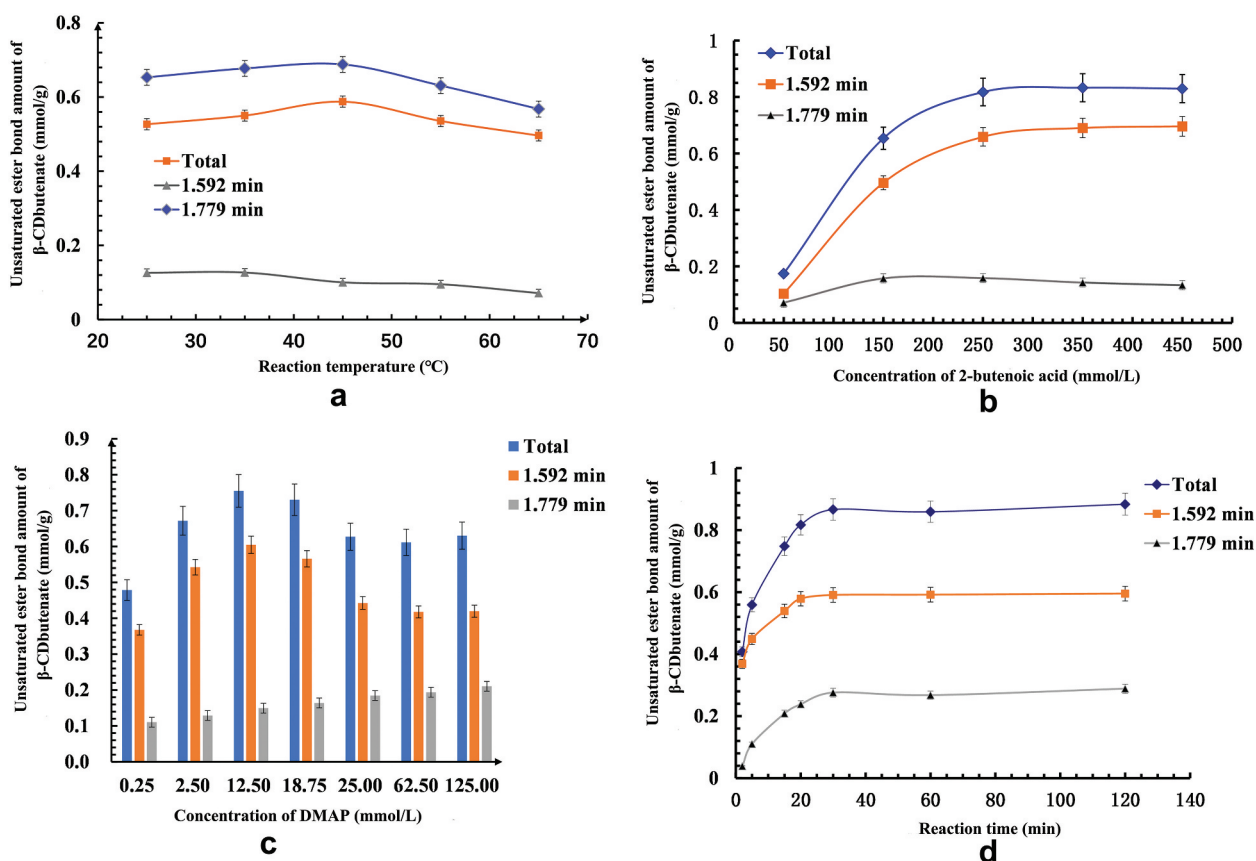 Unsaturated ester bond amount of
β-CDbutenate (mmol/g)
0.8
0.6
0.4
0.2
0
Total
1.592 min
1.779 min
20 30 40 50 60 70
Reaction temperature (℃)
a
Unsaturated ester bond amount of
β-CDbutenate (mmol/g)
1
0.8
0.6
0.4
0.2
0
Total
1.592 min
1.779 min
0 50 100 150 200 250 300 350 400 450 500
Concentration of 2-butenoic acid (mmol/L)
b
Unsaturated ester bond amount of
β-CDbutenate (mmol/g)
0.9
0.8
0.7
0.6
0.5
0.4
0.3
0.2
0.1
0.0
Total
1.592 min
1.779 min
0.25 2.50 12.50 18.75 25.00 62.50 125.00
Concentration of DMAP (mmol/L)
c
Unsaturated ester bond amount of
β-CDbutenate (mmol/g)
1
0.8
0.6
0.4
0.2
0
Total
1.592 min
1.779 min
0 20 40 60 80 100 120 140
Reaction time (min)
d